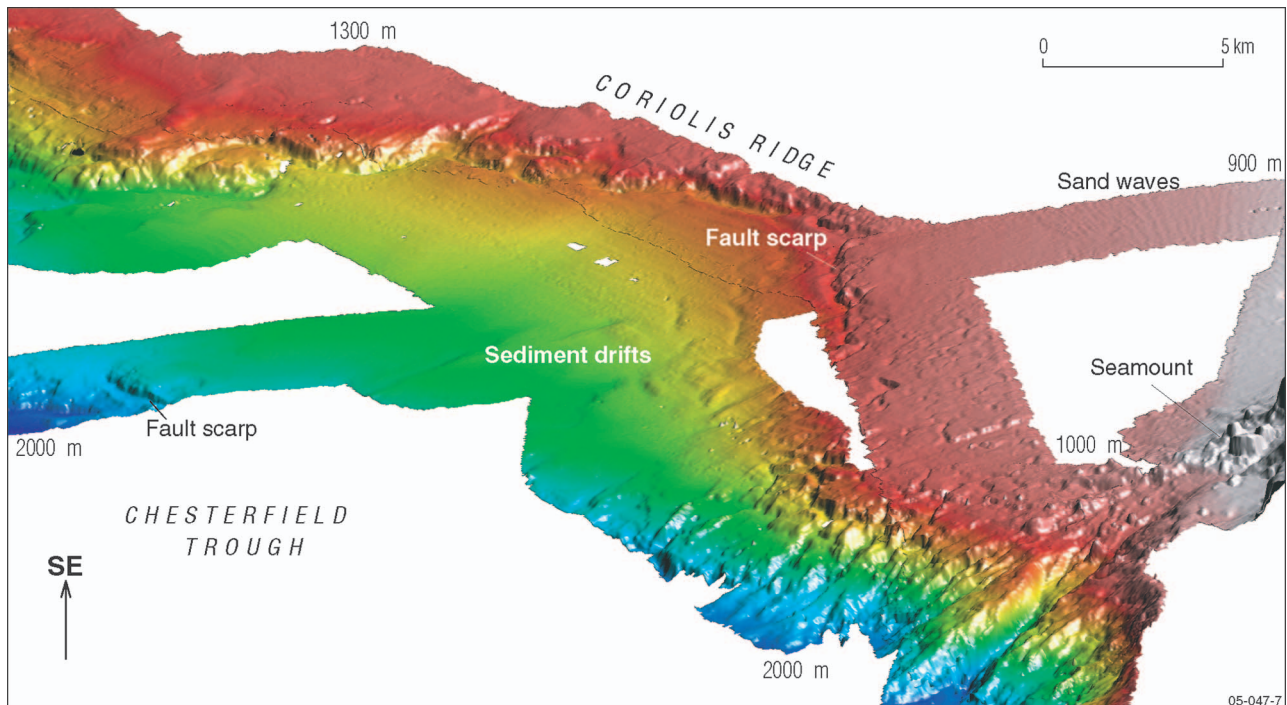 1300 m
0 5 km
CORIOLIS RIDGE
900 m
Sand waves
Fault scarp
Sediment drifts
Seamount
Fault scarp
2000 m
1000 m
CHESTERFIELD
TROUGH
SE
2000 m
05-047-7